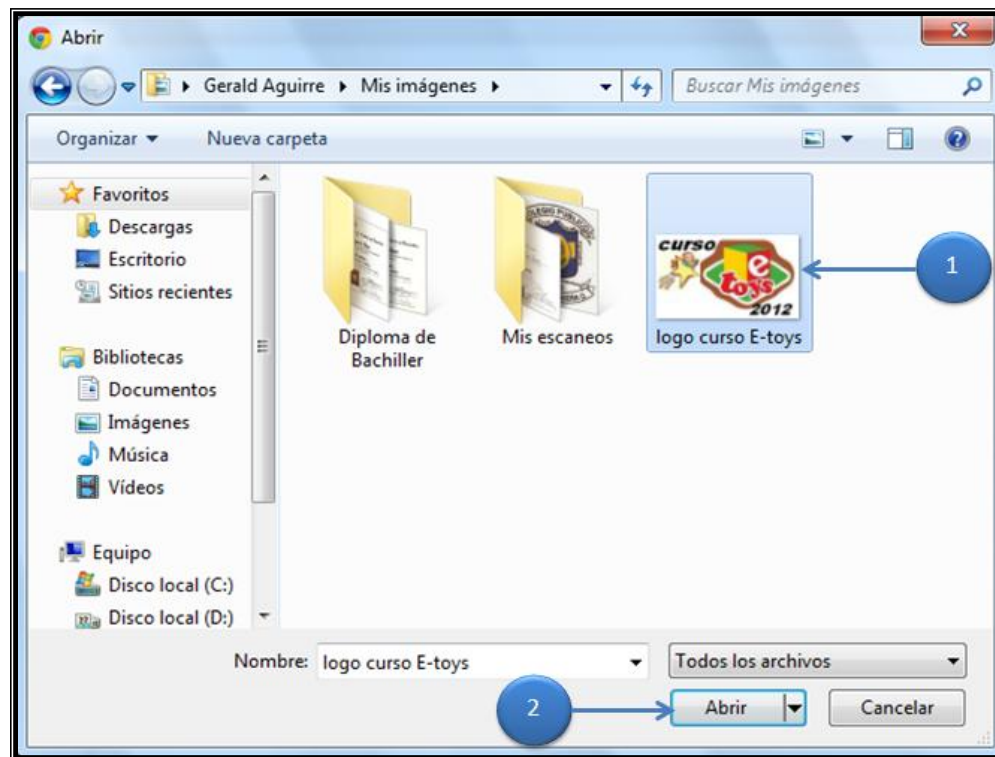 Abrir
Gerald Aguirre Mis imágenes
Buscar Mis imágenes
Organizar
Nueva carpeta
Favoritos
Descargas
Escritorio
Sitios recientes
Bibliotecas
Documentos
Imágenes
Música
Vídeos
Equipo
Disco local (C:)
Disco local (D:)
Diploma de
Bachiller
Mis escaneos
curso
e
toys
2012
logo curso E-toys
1
Nombre: logo curso E-toys
Todos los archivos
2
Abrir
Cancelar